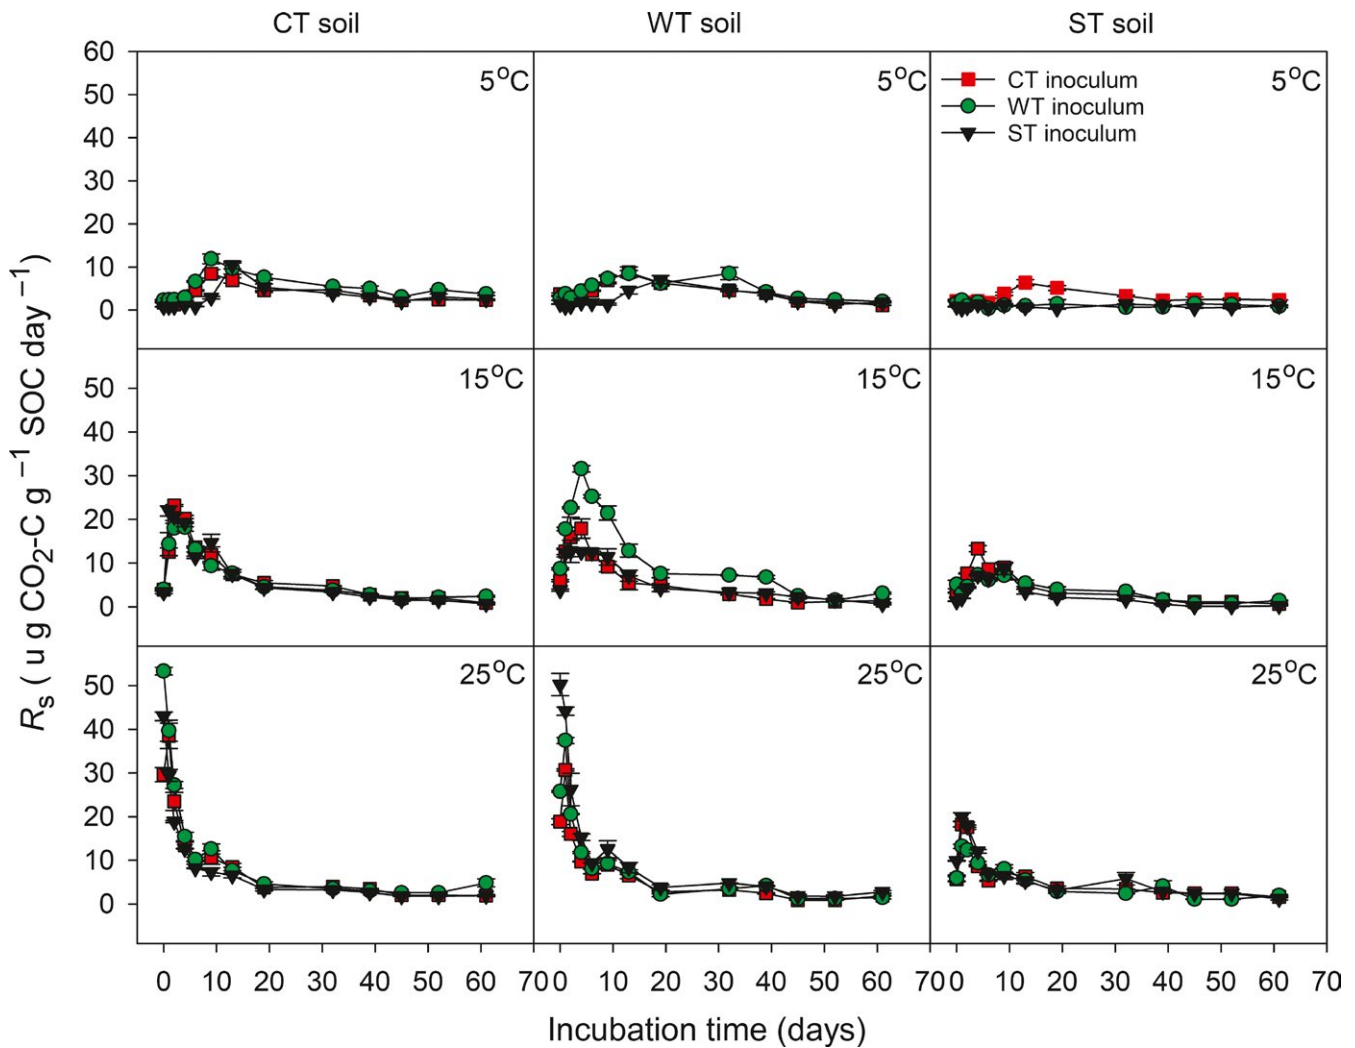 CT soil WT soil ST soil
60 5°C 5°C 5°C
50
40
30
20
10
0
CT inoculum
WT inoculum
ST inoculum
15°C 15°C 15°C
50
40
30
20
10
0
25°C 25°C 25°C
50
40
30
20
10
0
Rs ( u g CO2-C g −1 SOC day −1)
0 10 20 30 40 50 60 70 0 10 20 30 40 50 60 70 0 10 20 30 40 50 60 70
Incubation time (days)